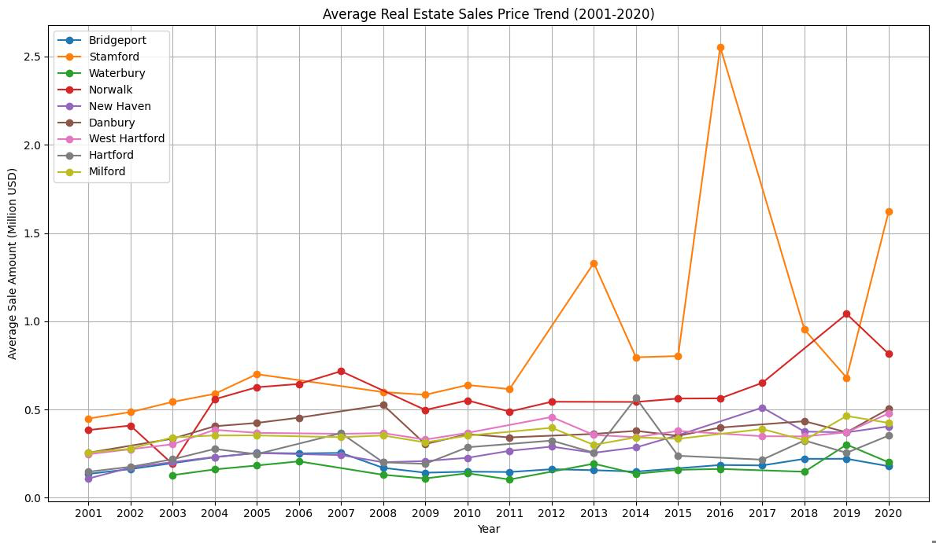 Average Real Estate Sales Price Trend (2001-2020)
Bridgeport
Stamford
Waterbury
Norwalk
New Haven
Danbury
West Hartford
Hartford
Milford
2.5
2.0
1.5
1.0
0.5
0.0
Average Sale Amount (Million USD)
2001 2002 2003 2004 2005 2006 2007 2008 2009 2010 2011 2012 2013 2014 2015 2016 2017 2018 2019 2020
Year